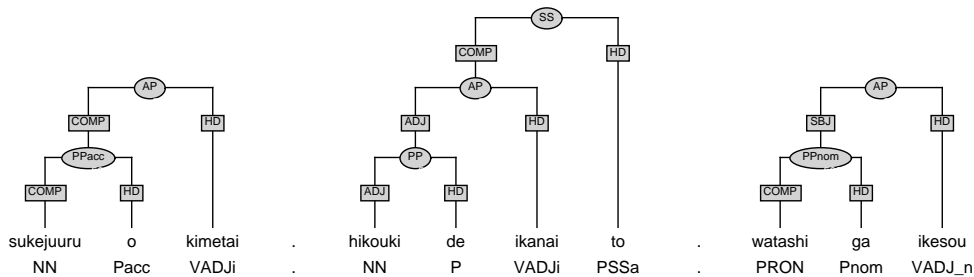 SS
COMP HD
AP AP AP
COMP HD ADJ HD SBJ HD
PPacc PP PPnom
COMP HD ADJ HD COMP HD
sukejuuru o kimetai . hikouki de ikanai to . watashi ga ikesou
NN Pacc VADJi . NN P VADJi PSSa . PRON Pnom VADJ_n